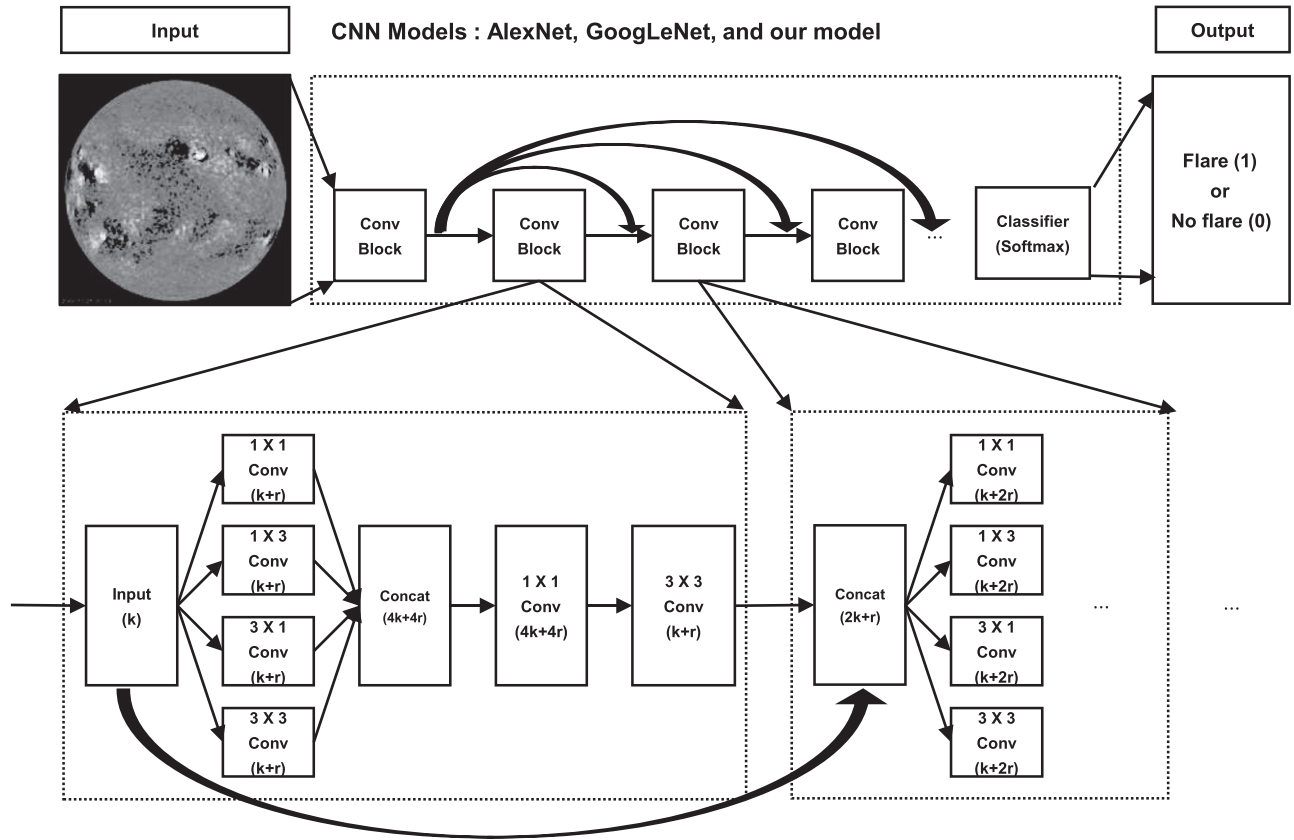 Input
CNN Models : AlexNet, GoogLeNet, and our model
Output
Conv
Block
Conv
Block
Conv
Block
Conv
Block
...
Classifier
(Softmax)
Flare (1)
or
No flare (0)
Input
(k)
1 X 1
Conv
(k+r)
1 X 3
Conv
(k+r)
3 X 1
Conv
(k+r)
3 X 3
Conv
(k+r)
Concat
(4k+4r)
1 X 1
Conv
(4k+4r)
3 X 3
Conv
(k+r)
Concat
(2k+r)
1 X 1
Conv
(k+2r)
1 X 3
Conv
(k+2r)
3 X 1
Conv
(k+2r)
3 X 3
Conv
(k+2r)
...
...